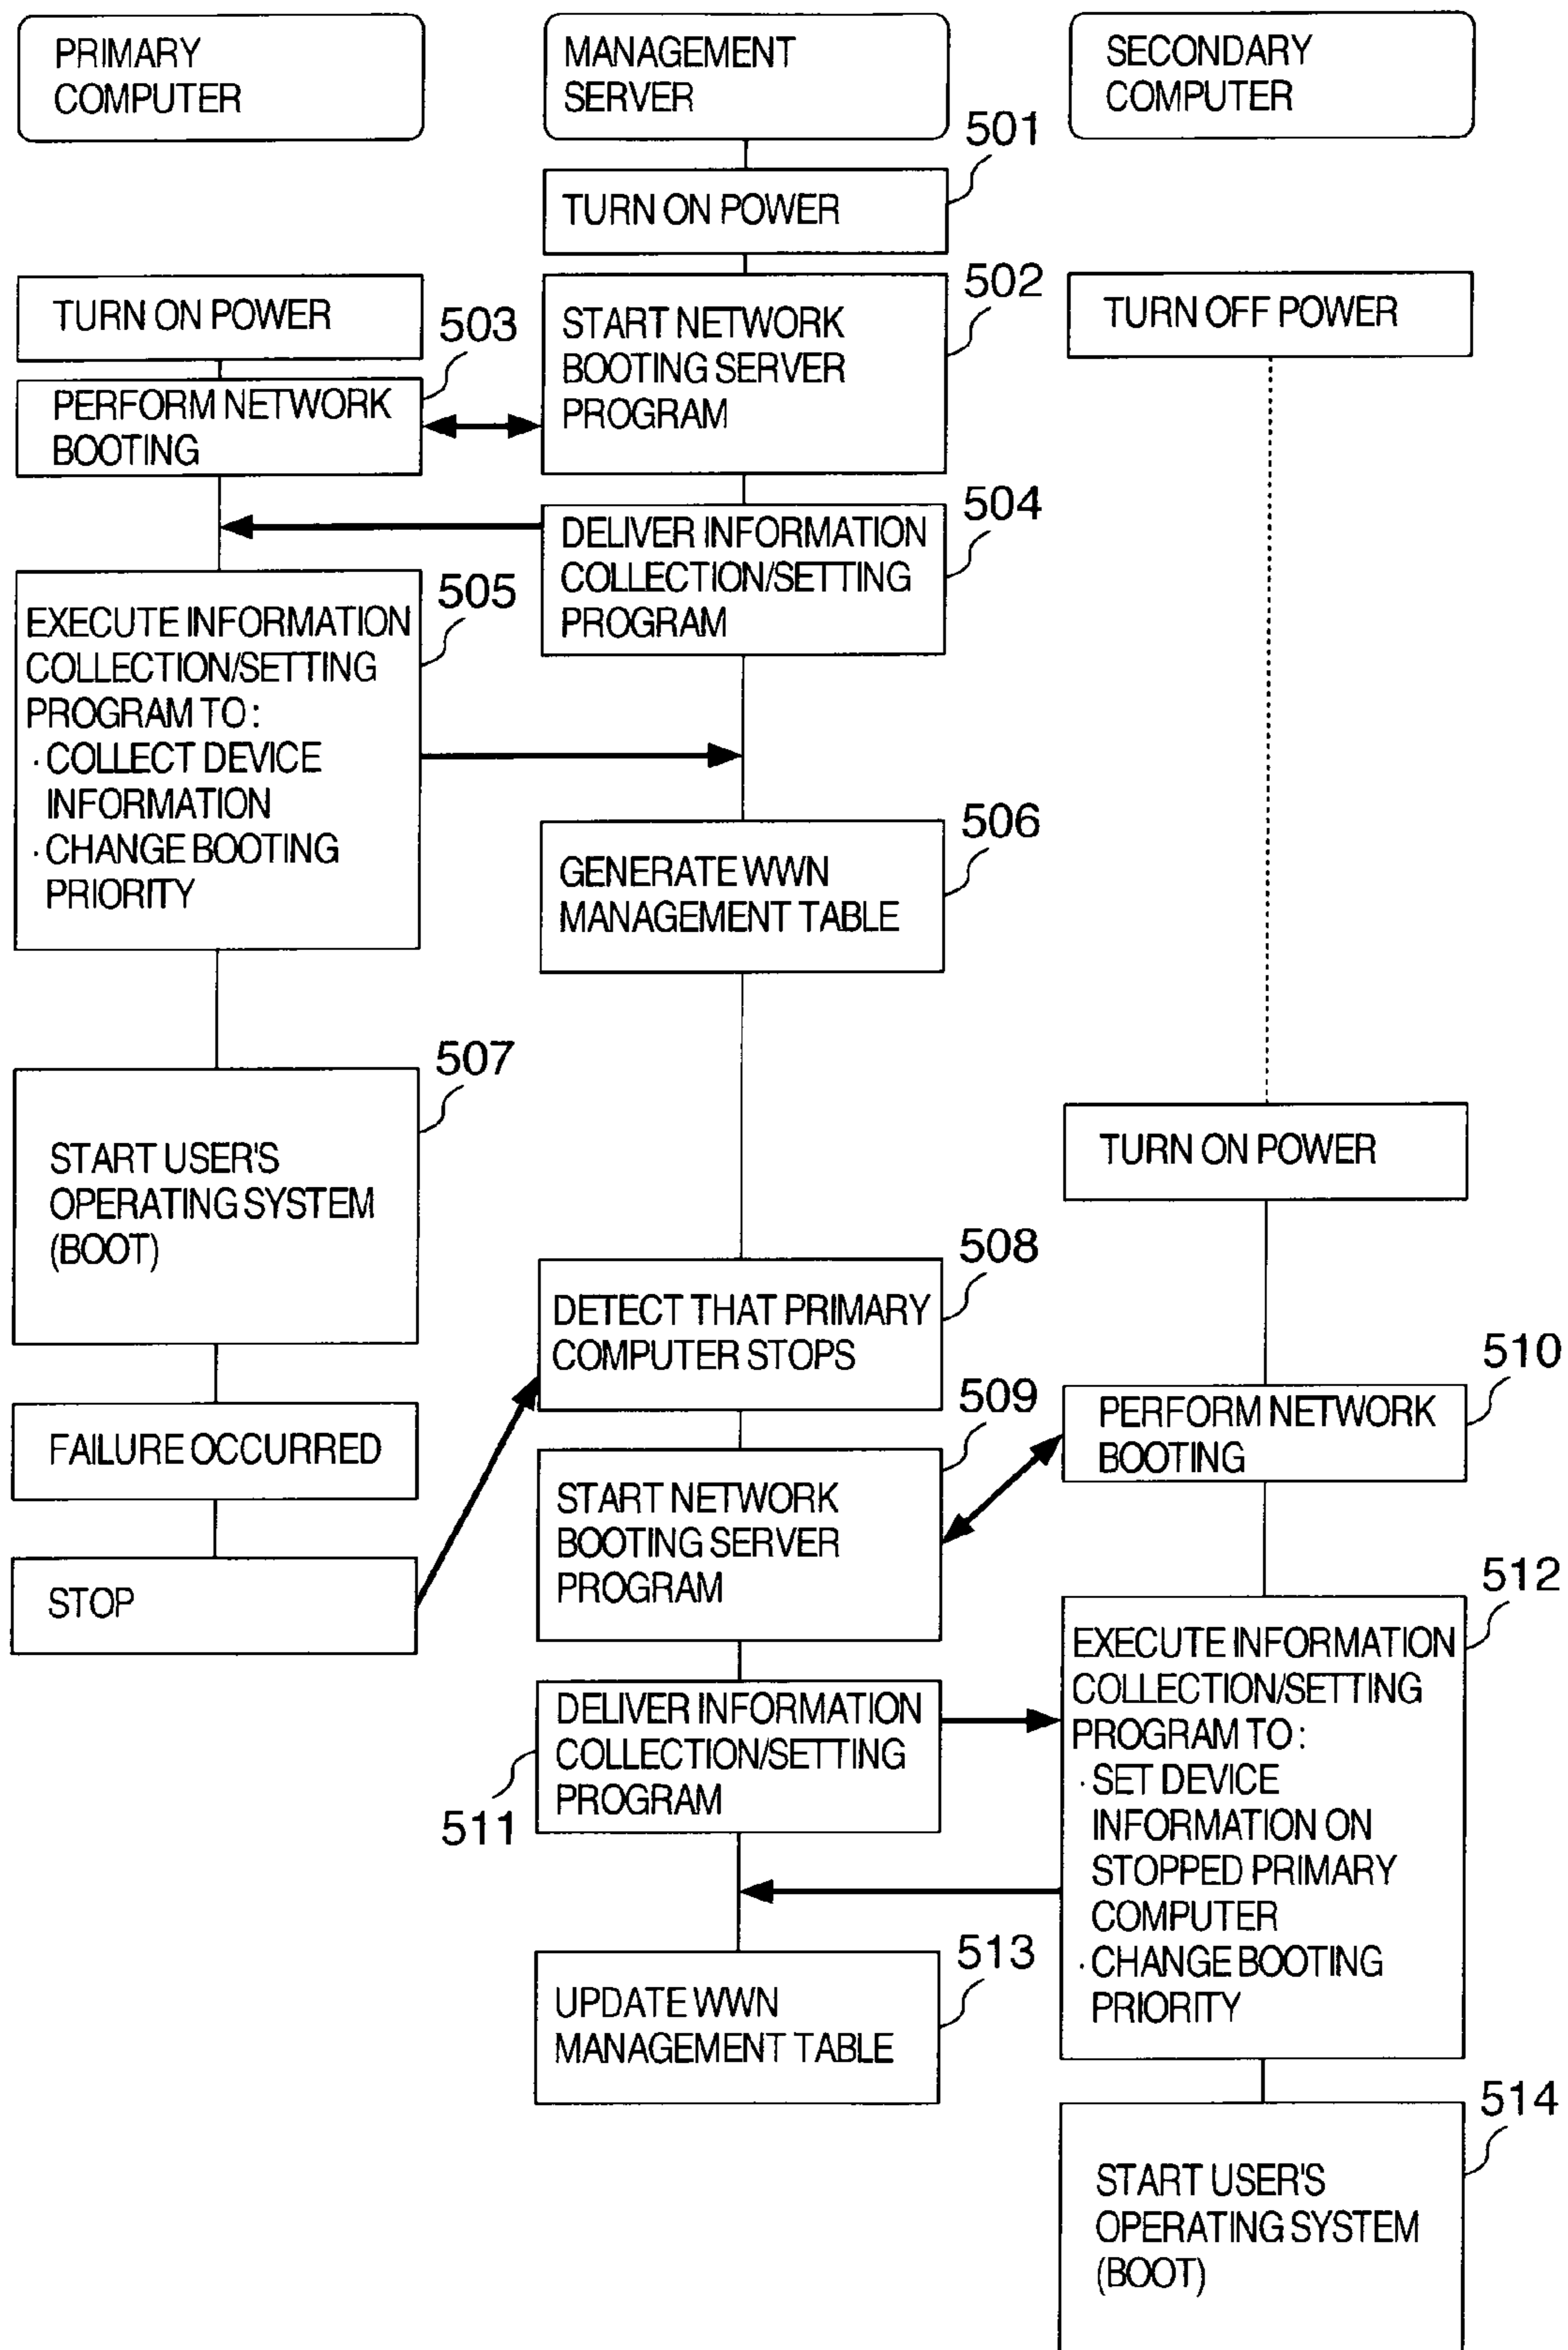 PRIMARY
COMPUTER
MANAGEMENT
SERVER
SECONDARY
COMPUTER
501
TURN ON POWER
502
TURN ON POWER
503
START NETWORK
BOOTING SERVER
PROGRAM
TURN OFF POWER
PERFORM NETWORK
BOOTING
504
DELIVER INFORMATION
COLLECTION/SETTING
PROGRAM
505
EXECUTE INFORMATION
COLLECTION/SETTING
PROGRAM TO:
· COLLECT DEVICE
INFORMATION
· CHANGE BOOTING
PRIORITY
506
GENERATE WWN
MANAGEMENT TABLE
507
START USER'S
OPERATING SYSTEM
(BOOT)
TURN ON POWER
508
DETECT THAT PRIMARY
COMPUTER STOPS
509
510
PERFORM NETWORK
BOOTING
FAILURE OCCURRED
START NETWORK
BOOTING SERVER
PROGRAM
STOP
512
EXECUTE INFORMATION
COLLECTION/SETTING
PROGRAM TO:
· SET DEVICE
INFORMATION ON
STOPPED PRIMARY
COMPUTER
· CHANGE BOOTING
PRIORITY
DELIVER INFORMATION
COLLECTION/SETTING
PROGRAM
511
513
UPDATE WWN
MANAGEMENT TABLE
514
START USER'S
OPERATING SYSTEM
(BOOT)